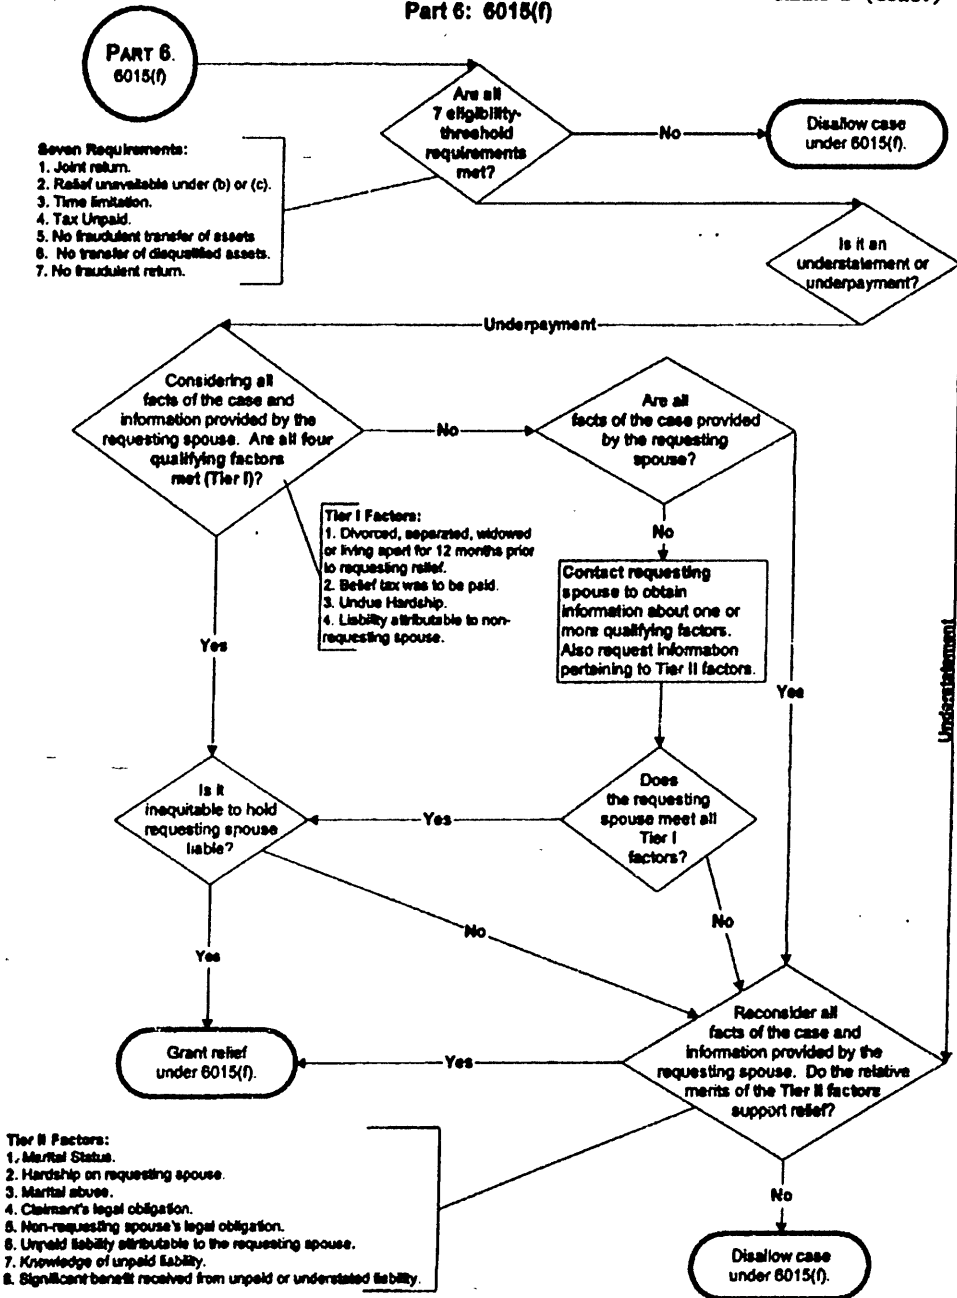 Part 6: 6015(f)
PART 6.
6015(f)
Are all
7 eligibility-
threshold
requirements
met?
No
Disallow case
under 6015(f).
Seven Requirements:
1. Joint return.
2. Relief unavailable under (b) or (c).
3. Time limitation.
4. Tax Unpaid.
5. No fraudulent transfer of assets
6. No transfer of disqualified assets.
7. No fraudulent return.
Is it an
understatement or
underpayment?
Underpayment
Considering all
facts of the case and
information provided by the
requesting spouse. Are all four
qualifying factors
met (Tier I)?
No
Are all
facts of the case provided
by the requesting
spouse?
Tier I Factors:
1. Divorced, separated, widowed
or living apart for 12 months prior
to requesting relief.
2. Belief tax was to be paid.
3. Undue Hardship.
4. Liability attributable to non-
requesting spouse.
No
Contact requesting
spouse to obtain
information about one or
more qualifying factors.
Also request information
pertaining to Tier II factors.
Yes
Yes
Understatement
Is it
inequitable to hold
requesting spouse
liable?
Yes
Does
the requesting
spouse meet all
Tier I
factors?
No
No
Yes
Grant relief
under 6015(f).
Yes
Reconsider all
facts of the case and
information provided by the
requesting spouse. Do the relative
merits of the Tier II factors
support relief?
Tier II Factors:
1. Marital Status.
2. Hardship on requesting spouse.
3. Marital abuse.
4. Claimant's legal obligation.
5. Non-requesting spouse's legal obligation.
6. Unpaid liability attributable to the requesting spouse.
7. Knowledge of unpaid liability.
8. Significant benefit received from unpaid or understated liability.
No
Disallow case
under 6015(f).